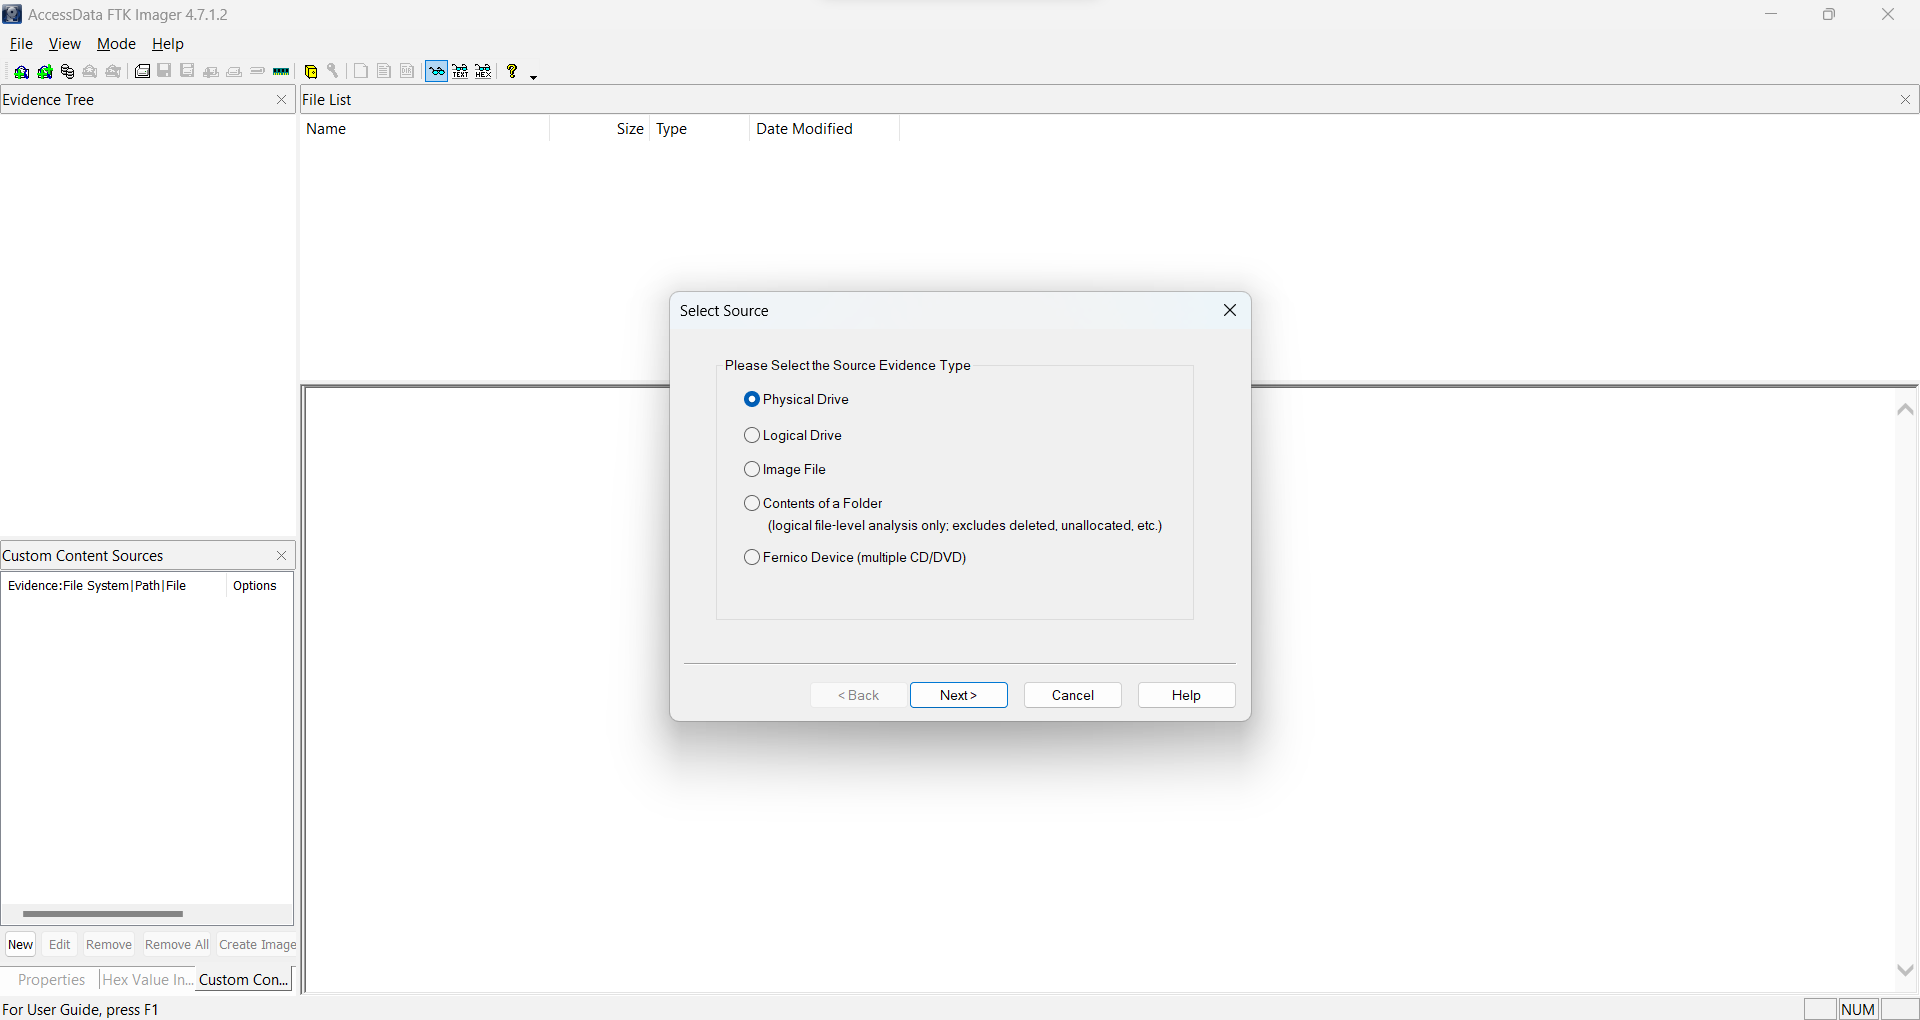 AccessData FTK Imager 4.7.1.2
File View Mode Help
TEXT HEX ?
Evidence Tree
File List
Name Size Type Date Modified
Select Source
Please Select the Source Evidence Type
Physical Drive
Logical Drive
Image File
Contents of a Folder
(logical file-level analysis only; excludes deleted, unallocated, etc.)
Fernico Device (multiple CD/DVD)
< Back Next > Cancel Help
Custom Content Sources
Evidence:File System|Path|File Options
New Edit Remove Remove All Create Image
Properties Hex Value In... Custom Con...
For User Guide, press F1
NUM